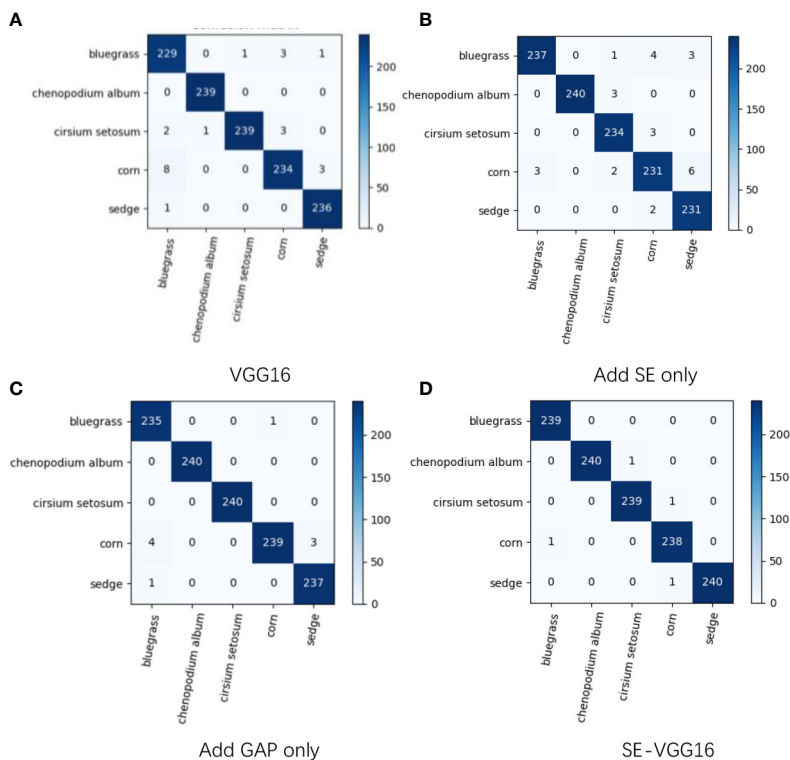 A
bluegrass 229 0 1 3 1
chenopodium album 0 239 0 0 0
cirsium setosum 2 1 239 3 0
corn 8 0 0 234 3
sedge 1 0 0 0 236
200
150
100
50
0
bluegrass
chenopodium album
cirsium setosum
corn
sedge
VGG16
B
bluegrass 237 0 1 4 3
chenopodium album 0 240 3 0 0
cirsium setosum 0 0 234 3 0
corn 3 0 2 231 6
sedge 0 0 0 2 231
200
150
100
50
0
bluegrass
chenopodium album
cirsium setosum
corn
sedge
Add SE only
C
bluegrass 235 0 0 1 0
chenopodium album 0 240 0 0 0
cirsium setosum 0 0 240 0 0
corn 4 0 0 239 3
sedge 1 0 0 0 237
200
150
100
50
0
bluegrass
chenopodium album
cirsium setosum
corn
sedge
Add GAP only
D
bluegrass 239 0 0 0 0
chenopodium album 0 240 1 0 0
cirsium setosum 0 0 239 1 0
corn 1 0 0 238 0
sedge 0 0 0 1 240
200
150
100
50
0
bluegrass
chenopodium album
cirsium setosum
corn
sedge
SE-VGG16